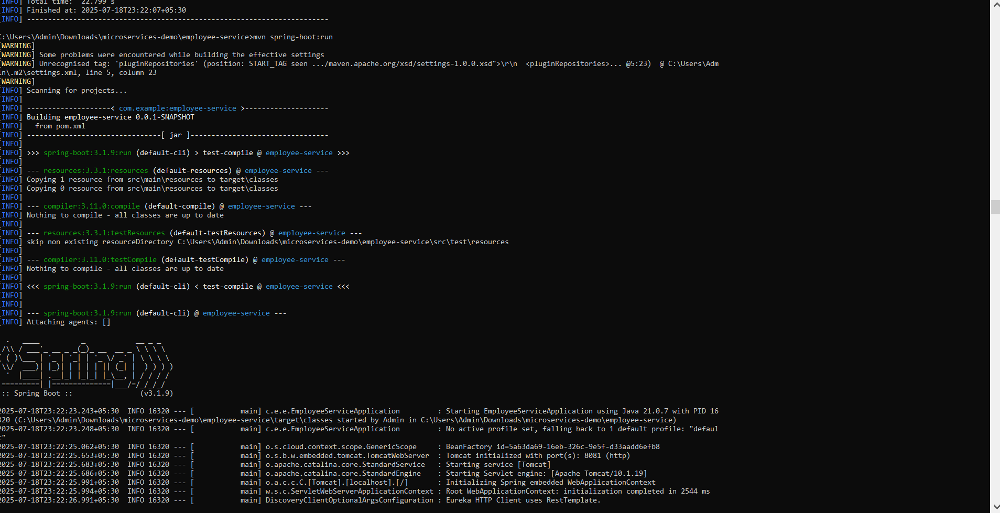 [INFO] Total time:  22.799 s
[INFO] Finished at: 2025-07-18T23:22:07+05:30
[INFO] ------------------------------------------------------------------------

C:\Users\Admin\Downloads\microservices-demo\employee-service>mvn spring-boot:run
[WARNING]
[WARNING] Some problems were encountered while building the effective settings
[WARNING] Unrecognised tag: 'pluginRepositories' (position: START_TAG seen .../maven.apache.org/xsd/settings-1.0.0.xsd">\r\n  <pluginRepositories>... @5:23)  @ C:\Users\Adm
in\.m2\settings.xml, line 5, column 23
[WARNING]
[INFO] Scanning for projects...
[INFO]
[INFO] --------------------< com.example:employee-service >--------------------
[INFO] Building employee-service 0.0.1-SNAPSHOT
[INFO]   from pom.xml
[INFO] --------------------------------[ jar ]---------------------------------
[INFO]
[INFO] >>> spring-boot:3.1.9:run (default-cli) > test-compile @ employee-service >>>
[INFO]
[INFO] --- resources:3.3.1:resources (default-resources) @ employee-service ---
[INFO] Copying 1 resource from src\main\resources to target\classes
[INFO] Copying 0 resource from src\main\resources to target\classes
[INFO]
[INFO] --- compiler:3.11.0:compile (default-compile) @ employee-service ---
[INFO] Nothing to compile - all classes are up to date
[INFO]
[INFO] --- resources:3.3.1:testResources (default-testResources) @ employee-service ---
[INFO] skip non existing resourceDirectory C:\Users\Admin\Downloads\microservices-demo\employee-service\src\test\resources
[INFO]
[INFO] --- compiler:3.11.0:testCompile (default-testCompile) @ employee-service ---
[INFO] Nothing to compile - all classes are up to date
[INFO]
[INFO] <<< spring-boot:3.1.9:run (default-cli) < test-compile @ employee-service <<<
[INFO]
[INFO]
[INFO] --- spring-boot:3.1.9:run (default-cli) @ employee-service ---
[INFO] Attaching agents: []

  .   ____          _            __ _ _
 /\\ / ___'_ __ _ _(_)_ __  __ _ \ \ \ \
( ( )\___ | '_ | '_| | '_ \/ _` | \ \ \ \
 \\/  ___)| |_)| | | | | || (_| |  ) ) ) )
  '  |____| .__|_| |_|_| |_\__, | / / / /
 =========|_|==============|___/=/_/_/_/
 :: Spring Boot ::                (v3.1.9)

2025-07-18T23:22:23.243+05:30  INFO 16320 --- [           main] c.e.e.EmployeeServiceApplication         : Starting EmployeeServiceApplication using Java 21.0.7 with PID 16
320 (C:\Users\Admin\Downloads\microservices-demo\employee-service\target\classes started by Admin in C:\Users\Admin\Downloads\microservices-demo\employee-service)
2025-07-18T23:22:23.248+05:30  INFO 16320 --- [           main] c.e.e.EmployeeServiceApplication         : No active profile set, falling back to 1 default profile: "defaul
t"
2025-07-18T23:22:25.062+05:30  INFO 16320 --- [           main] o.s.cloud.context.scope.GenericScope     : BeanFactory id=5a63da69-16eb-326c-9e5f-d33aadd6efb8
2025-07-18T23:22:25.653+05:30  INFO 16320 --- [           main] o.s.b.w.embedded.tomcat.TomcatWebServer  : Tomcat initialized with port(s): 8081 (http)
2025-07-18T23:22:25.683+05:30  INFO 16320 --- [           main] o.apache.catalina.core.StandardService   : Starting service [Tomcat]
2025-07-18T23:22:25.686+05:30  INFO 16320 --- [           main] o.apache.catalina.core.StandardEngine    : Starting Servlet engine: [Apache Tomcat/10.1.19]
2025-07-18T23:22:25.991+05:30  INFO 16320 --- [           main] o.a.c.c.C.[Tomcat].[localhost].[/]       : Initializing Spring embedded WebApplicationContext
2025-07-18T23:22:25.994+05:30  INFO 16320 --- [           main] w.s.c.ServletWebServerApplicationContext : Root WebApplicationContext: initialization completed in 2544 ms
2025-07-18T23:22:26.991+05:30  INFO 16320 --- [           main] DiscoveryClientOptionalArgsConfiguration : Eureka HTTP Client uses RestTemplate.